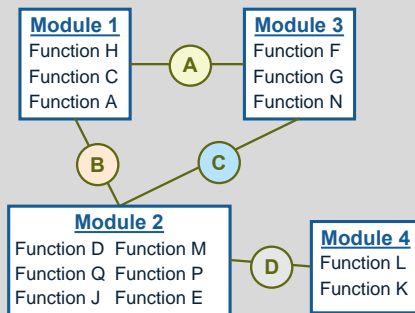 Module 1
Function H
Function C
Function A
A
Module 3
Function F
Function G
Function N
B
C
Module 2
Function D Function M
Function Q Function P
Function J Function E
D
Module 4
Function L
Function K